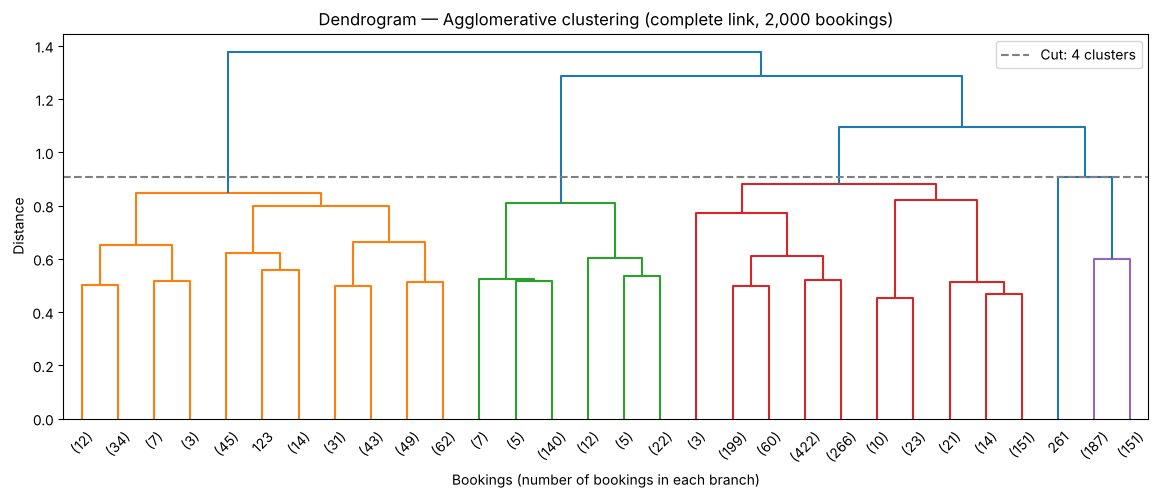 Dendrogram — Agglomerative clustering (complete link, 2,000 bookings)
Cut: 4 clusters
Distance
1.4
1.2
1.0
0.8
0.6
0.4
0.2
0.0
(12) (34) (7) (3) (45) 123 (14) (31) (43) (49) (62) (7) (5) (140) (12) (5) (22) (3) (199) (60) (422) (266) (10) (23) (21) (14) (151) 261 (187) (151)
Bookings (number of bookings in each branch)